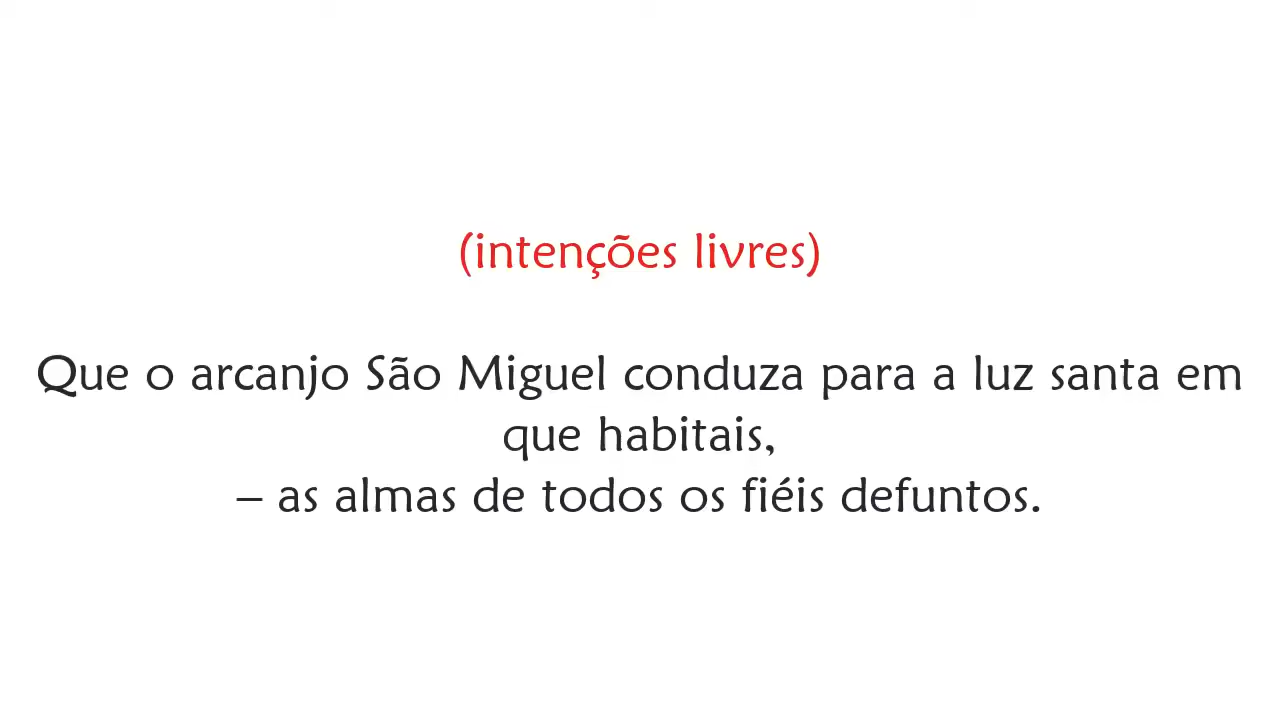 (intenções livres)
Que o arcanjo São Miguel conduza para a luz santa em
que habitais,
– as almas de todos os fiéis defuntos.